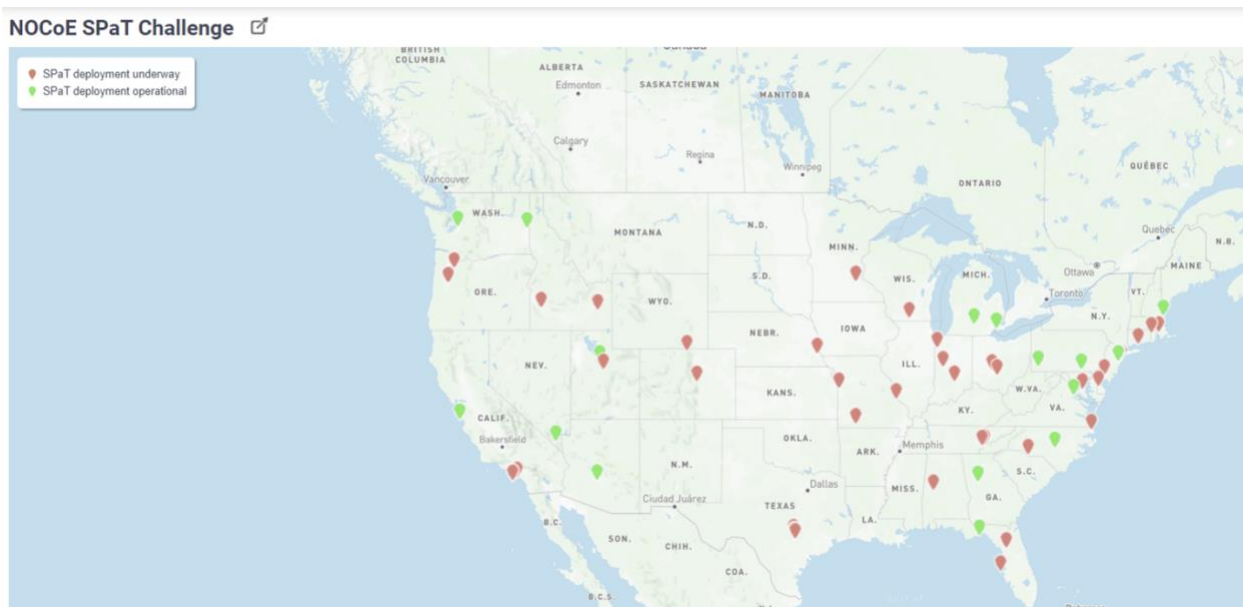 NOCoE SPaT Challenge
SPaT deployment underway
SPaT deployment operational
BRITISH
COLUMBIA
ALBERTA
Edmonton
SASKATCHEWAN
MANITOBA
Calgary
Regina
Winnipeg
ONTARIO
QUÉBEC
Vancouver
WASH.
MONTANA
N.D.
MINN.
Quebec
N.B.
Ottawa
MAINE
ORE.
WYO.
S.D.
WIS.
MICH.
Toronto
VT.
N.Y.
NEV.
NEBR.
IOWA
ILL.
CALIF.
KANS.
W.VA.
VA.
KY.
Bakersfield
OKLA.
ARK.
Memphis
N.M.
S.C.
Ciudad Juárez
Dallas
MISS.
GA.
TEXAS
LA.
B.C.
SON.
CHIH.
COA.
B.C.S.